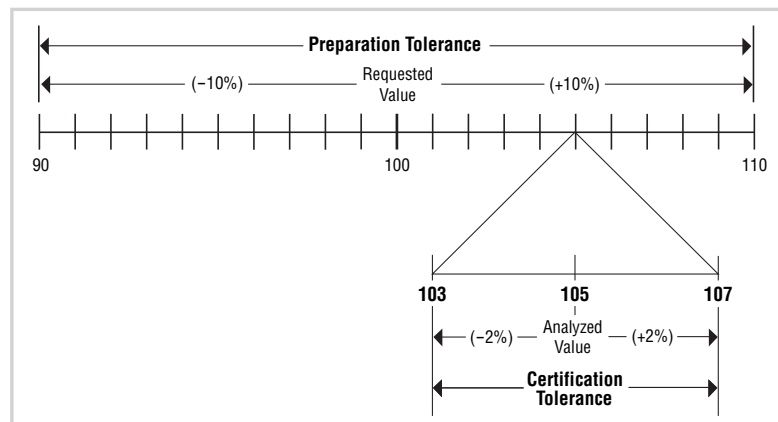 Preparation Tolerance
(−10%) Requested Value (+10%)
90 100 110
103 105 107
(−2%) Analyzed Value (+2%)
Certification
Tolerance